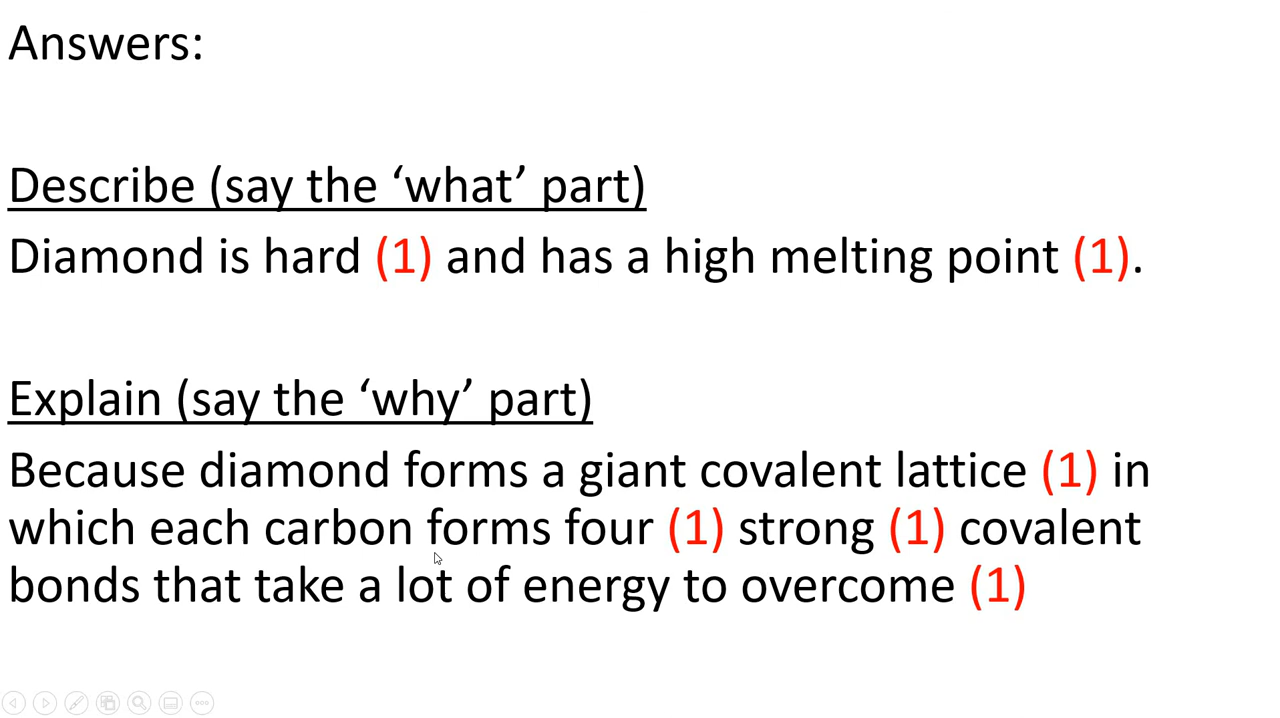 Answers:
Describe (say the ‘what’ part)
Diamond is hard (1) and has a high melting point (1).
Explain (say the ‘why’ part)
Because diamond forms a giant covalent lattice (1) in
which each carbon forms four (1) strong (1) covalent
bonds that take a lot of energy to overcome (1)